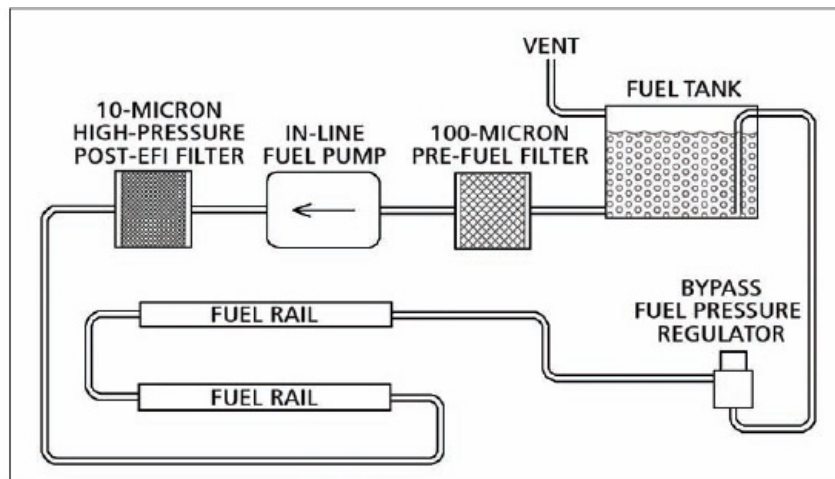 VENT
FUEL TANK
10-MICRON
HIGH-PRESSURE
POST-EFI FILTER
IN-LINE
FUEL PUMP
100-MICRON
PRE-FUEL FILTER
BYPASS
FUEL PRESSURE
REGULATOR
FUEL RAIL
FUEL RAIL